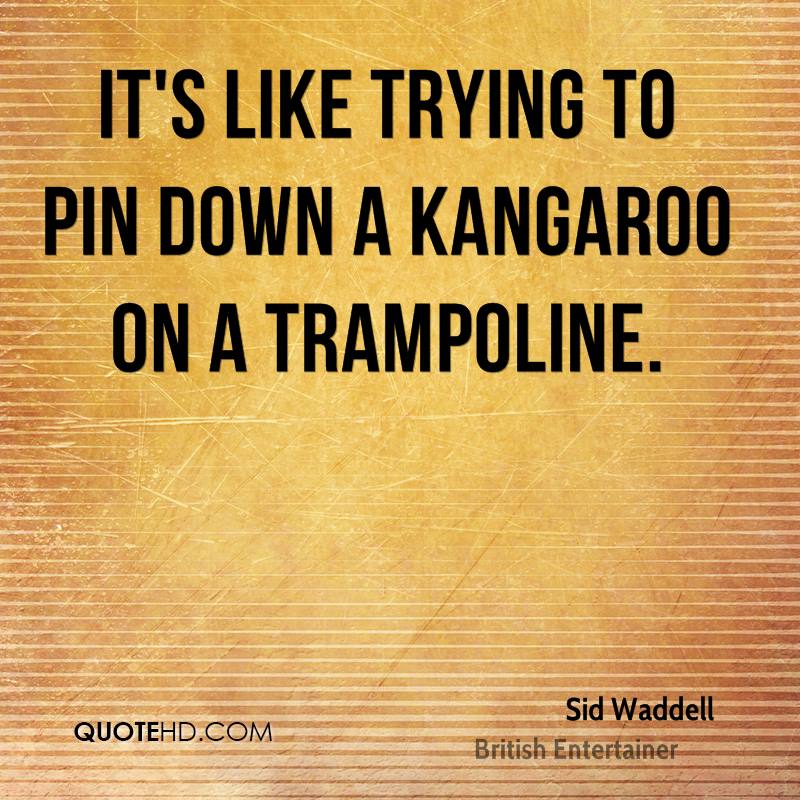 IT'S LIKE TRYING TO
PIN DOWN A KANGAROO
ON A TRAMPOLINE.
Sid Waddell
QUOTEHD.COM
British Entertainer